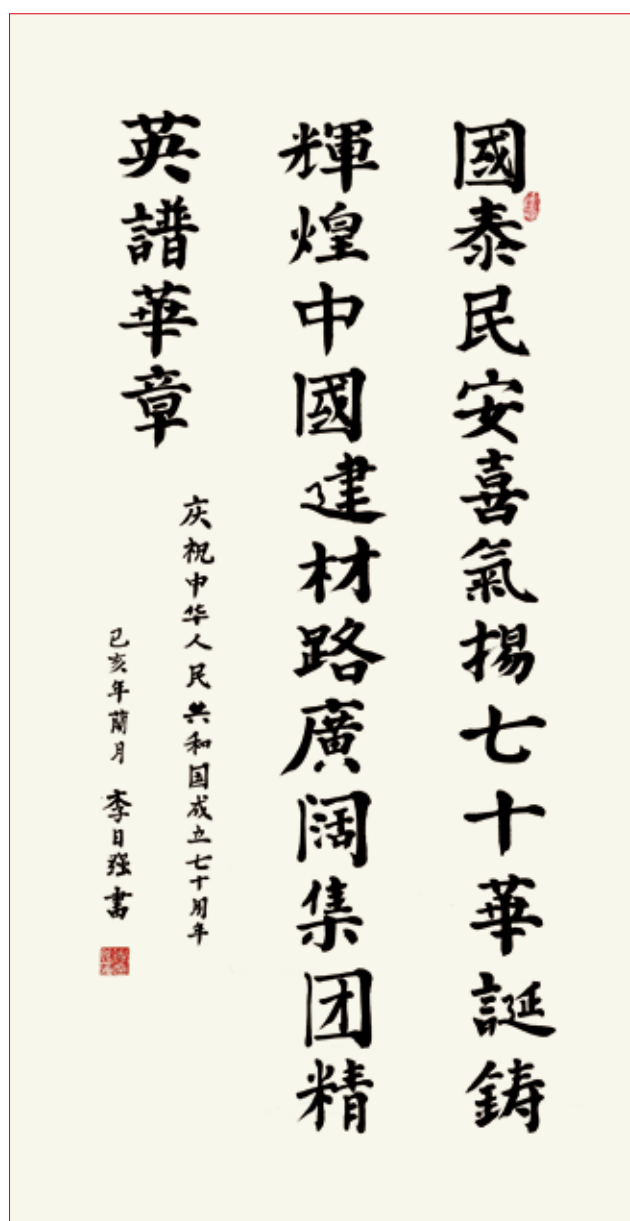 國泰民安喜氣揚七十華誕鑄
輝煌中國建材路廣阔集团精
英譜華章
庆祝中华人民共和国成立七十周年
己亥年蘭月 李日强書